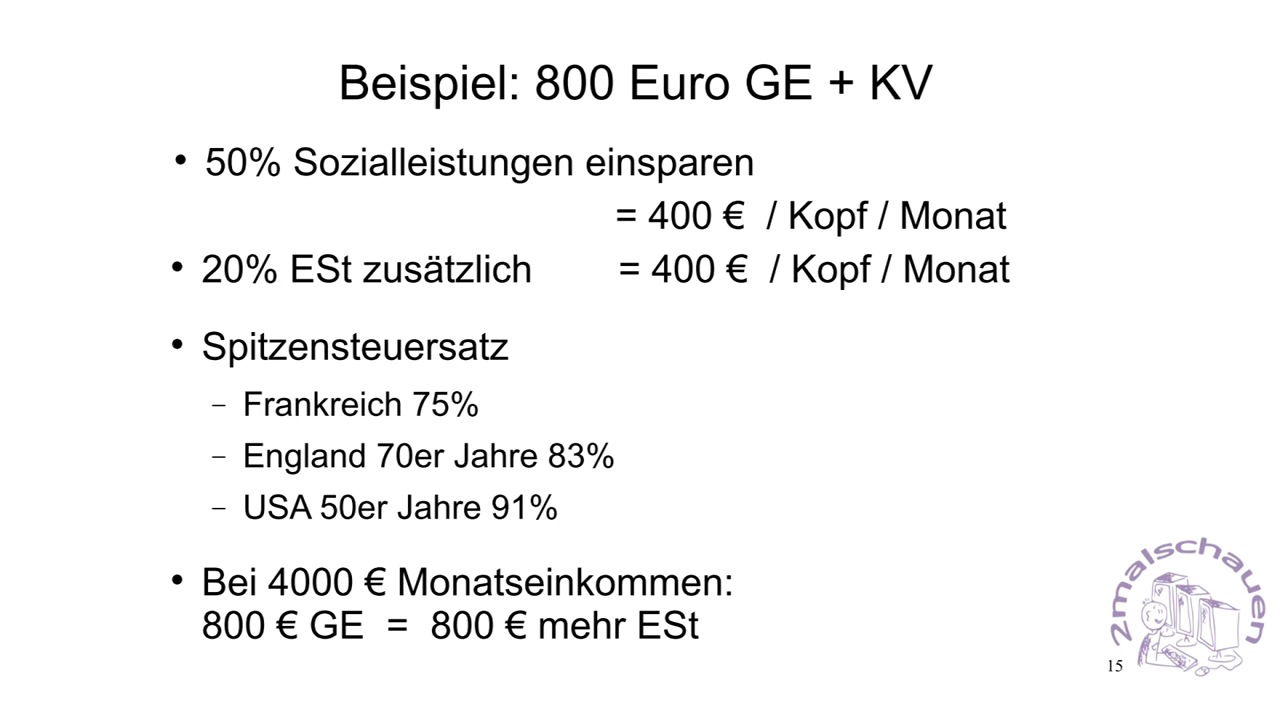 Beispiel: 800 Euro GE + KV
• 50% Sozialleistungen einsparen
= 400 € / Kopf / Monat
• 20% ESt zusätzlich = 400 € / Kopf / Monat
• Spitzensteuersatz
– Frankreich 75%
– England 70er Jahre 83%
– USA 50er Jahre 91%
• Bei 4000 € Monatseinkommen:
800 € GE = 800 € mehr ESt
2malschauen
15